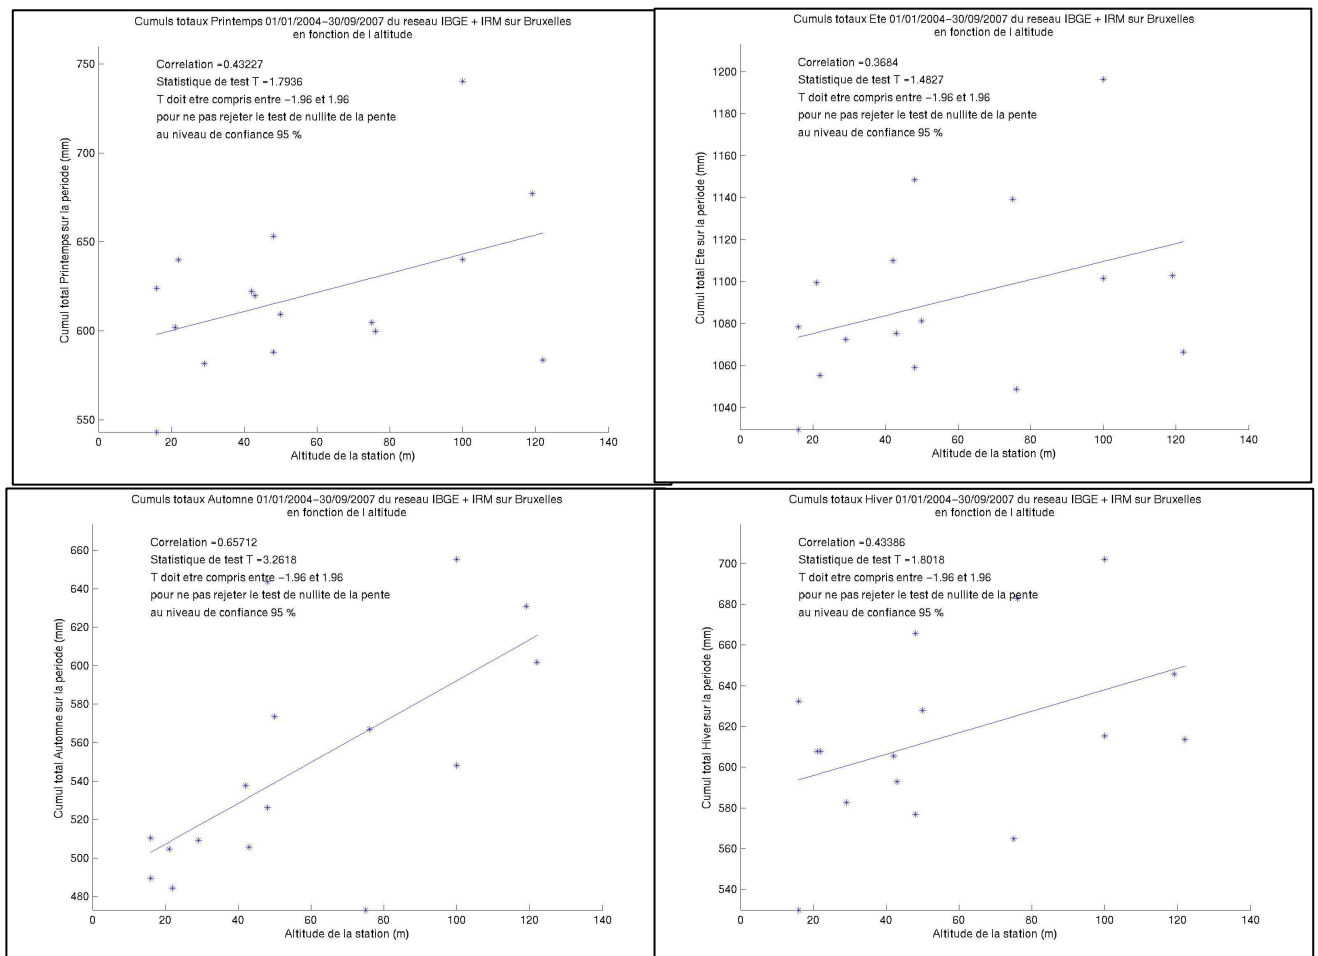 Cumuls totaux Printemps 01/01/2004-30/09/2007 du reseau IBGE + IRM sur Bruxelles
en fonction de l altitude
Correlation =0.43227
Statistique de test T =1.7936
T doit etre compris entre -1.96 et 1.96
pour ne pas rejeter le test de nullite de la pente
au niveau de confiance 95 %
Cumul total Printemps sur la periode (mm)
750
700
650
600
550
0 20 40 60 80 100 120 140
Altitude de la station (m)
Cumuls totaux Ete 01/01/2004-30/09/2007 du reseau IBGE + IRM sur Bruxelles
en fonction de l altitude
Correlation =0.3684
Statistique de test T =1.4827
T doit etre compris entre -1.96 et 1.96
pour ne pas rejeter le test de nullite de la pente
au niveau de confiance 95 %
Cumul total Ete sur la periode (mm)
1200
1160
1140
1120
1100
1080
1060
1040
0 20 40 60 80 100 120 140
Altitude de la station (m)
Cumuls totaux Automne 01/01/2004-30/09/2007 du reseau IBGE + IRM sur Bruxelles
en fonction de l altitude
Correlation =0.65712
Statistique de test T =3.2618
T doit etre compris entre -1.96 et 1.96
pour ne pas rejeter le test de nullite de la pente
au niveau de confiance 95 %
Cumul total Automne sur la periode (mm)
660
640
620
600
580
560
540
520
500
480
0 20 40 60 80 100 120 140
Altitude de la station (m)
Cumuls totaux Hiver 01/01/2004-30/09/2007 du reseau IBGE + IRM sur Bruxelles
en fonction de l altitude
Correlation =0.43386
Statistique de test T =1.8018
T doit etre compris entre -1.96 et 1.96
pour ne pas rejeter le test de nullite de la pente
au niveau de confiance 95 %
Cumul total Hiver sur la periode (mm)
700
680
660
640
620
600
580
560
540
0 20 40 60 80 100 120 140
Altitude de la station (m)